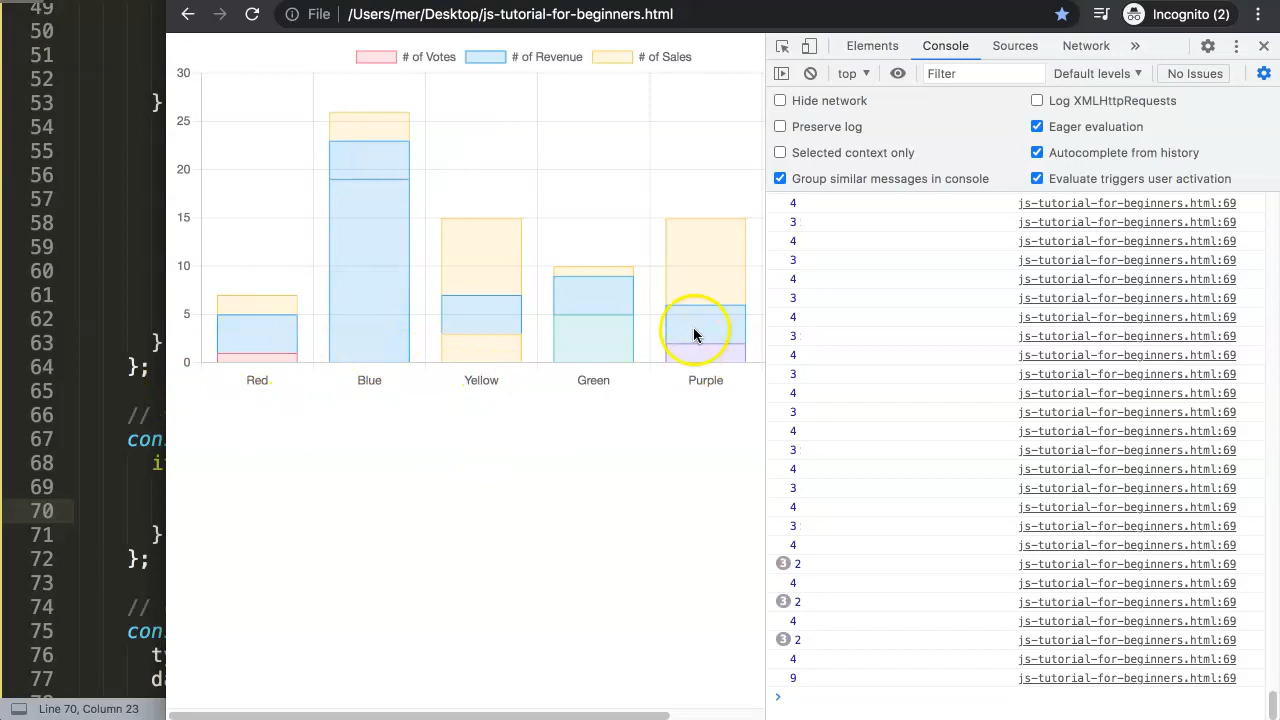 File /Users/mer/Desktop/js-tutorial-for-beginners.html Incognito (2)
49
50
51
52
53 }
54
55
56
57
58
59
60
61
62
63 }
64 };
65
66 //
67 con
68 i
69
70
71 }
72 };
73
74 //
75 con
76 ty
77 da
Line 70, Column 23
# of Votes # of Revenue # of Sales
30
25
20
15
10
5
0
Red Blue Yellow Green Purple
Elements Console Sources Network »
top ▼ Filter Default levels ▼ No Issues
Hide network Log XMLHttpRequests
Preserve log Eager evaluation
Selected context only Autocomplete from history
Group similar messages in console Evaluate triggers user activation
4 js-tutorial-for-beginners.html:69
3 js-tutorial-for-beginners.html:69
4 js-tutorial-for-beginners.html:69
3 js-tutorial-for-beginners.html:69
4 js-tutorial-for-beginners.html:69
3 js-tutorial-for-beginners.html:69
4 js-tutorial-for-beginners.html:69
3 js-tutorial-for-beginners.html:69
4 js-tutorial-for-beginners.html:69
3 js-tutorial-for-beginners.html:69
4 js-tutorial-for-beginners.html:69
3 js-tutorial-for-beginners.html:69
4 js-tutorial-for-beginners.html:69
3 js-tutorial-for-beginners.html:69
4 js-tutorial-for-beginners.html:69
3 js-tutorial-for-beginners.html:69
4 js-tutorial-for-beginners.html:69
3 js-tutorial-for-beginners.html:69
4 js-tutorial-for-beginners.html:69
3 2 js-tutorial-for-beginners.html:69
4 js-tutorial-for-beginners.html:69
3 2 js-tutorial-for-beginners.html:69
4 js-tutorial-for-beginners.html:69
3 2 js-tutorial-for-beginners.html:69
4 js-tutorial-for-beginners.html:69
9 js-tutorial-for-beginners.html:69
>